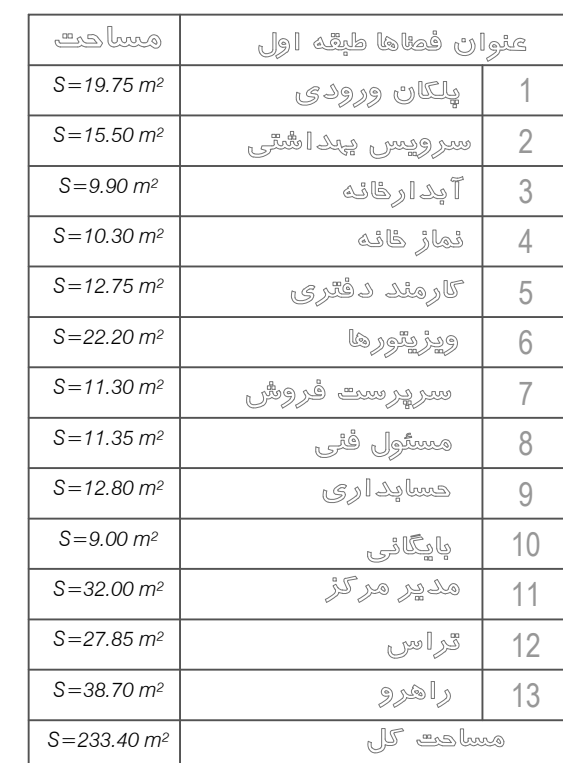 عنوان فضاها طبقه اول مساحت
1 پلکان ورودی S=19.75 m²
2 سرویس بهداشتی S=15.50 m²
3 آبدارخانه S=9.90 m²
4 نماز خانه S=10.30 m²
5 کارمند دفتری S=12.75 m²
6 ویزیتورها S=22.20 m²
7 سرپرست فروش S=11.30 m²
8 مسئول فنی S=11.35 m²
9 حسابداری S=12.80 m²
10 بایگانی S=9.00 m²
11 مدیر مرکز S=32.00 m²
12 تراس S=27.85 m²
13 راهرو S=38.70 m²
مساحت کل S=233.40 m²